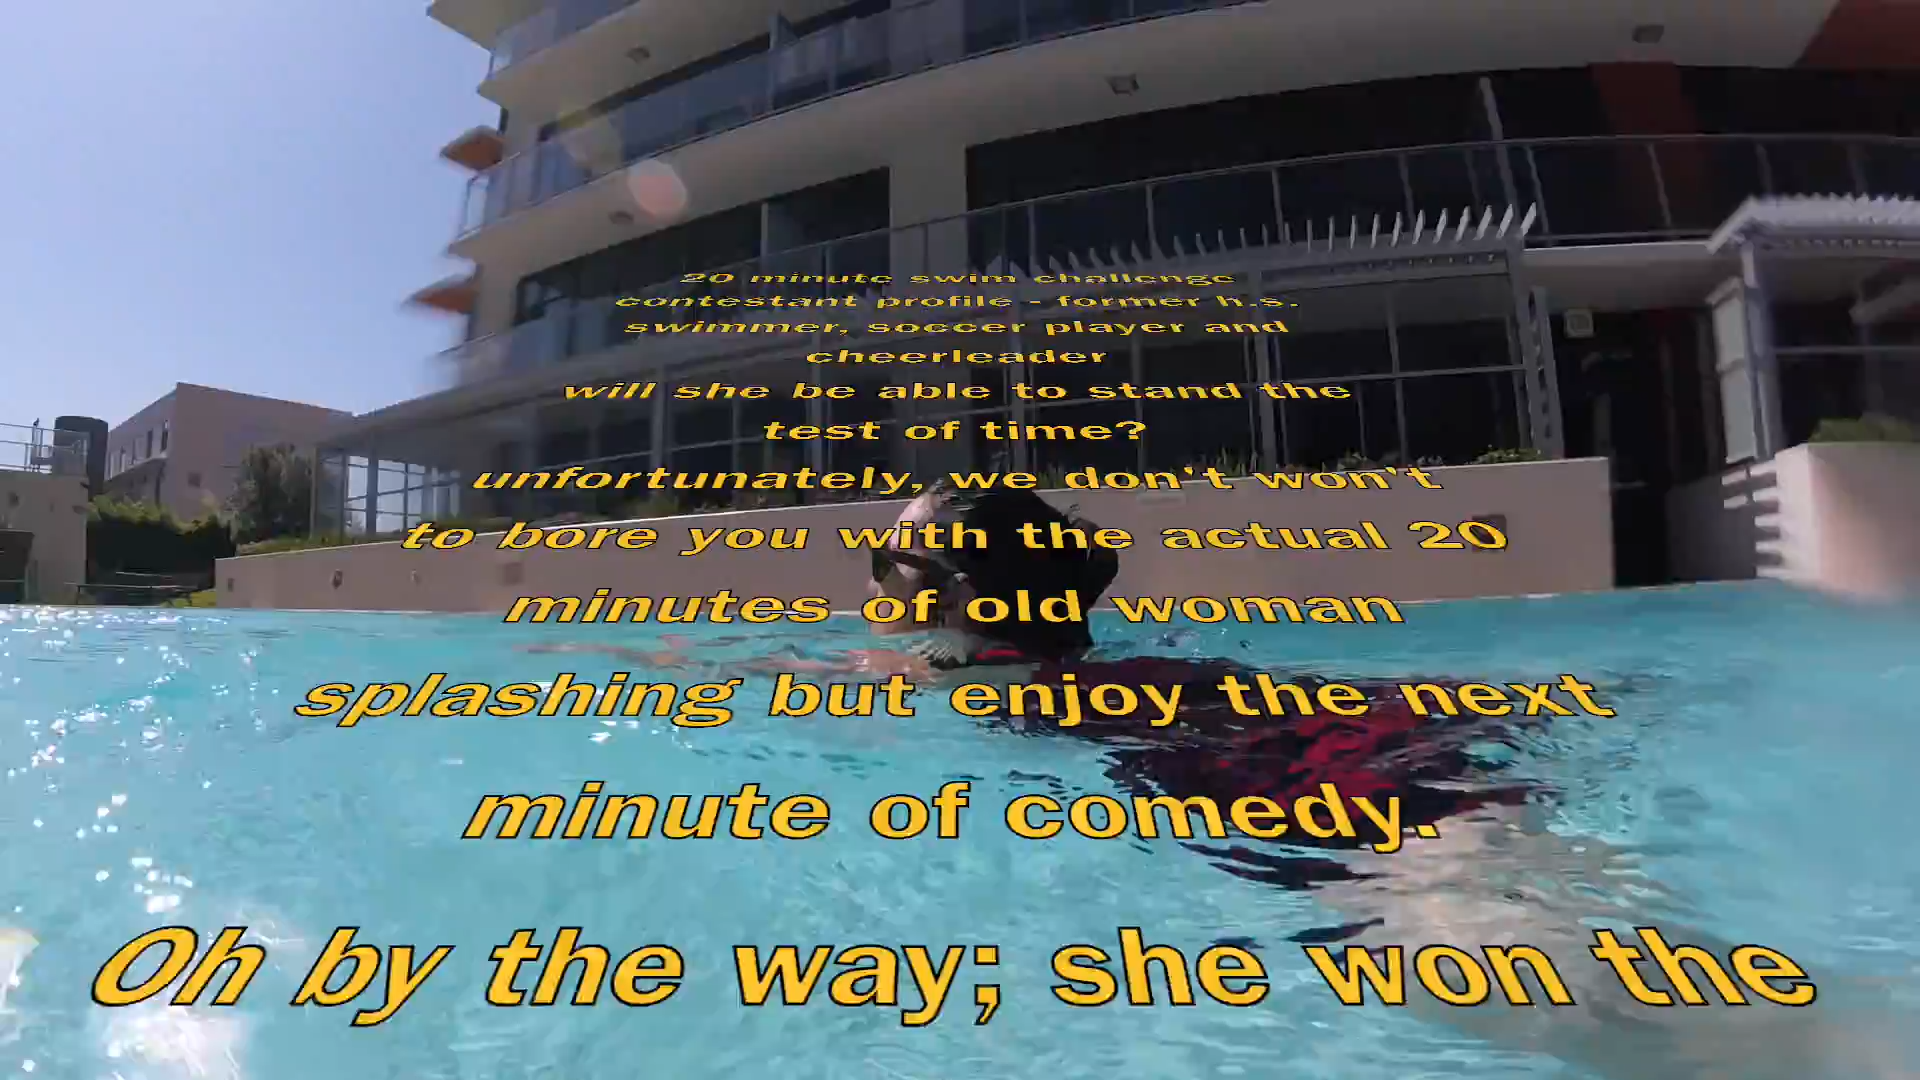 20 minute swim challenge
contestant profile - former h.s.
swimmer, soccer player and
cheerleader
will she be able to stand the
test of time?
unfortunately, we don't won't
to bore you with the actual 20
minutes of old woman
splashing but enjoy the next
minute of comedy.
Oh by the way; she won the